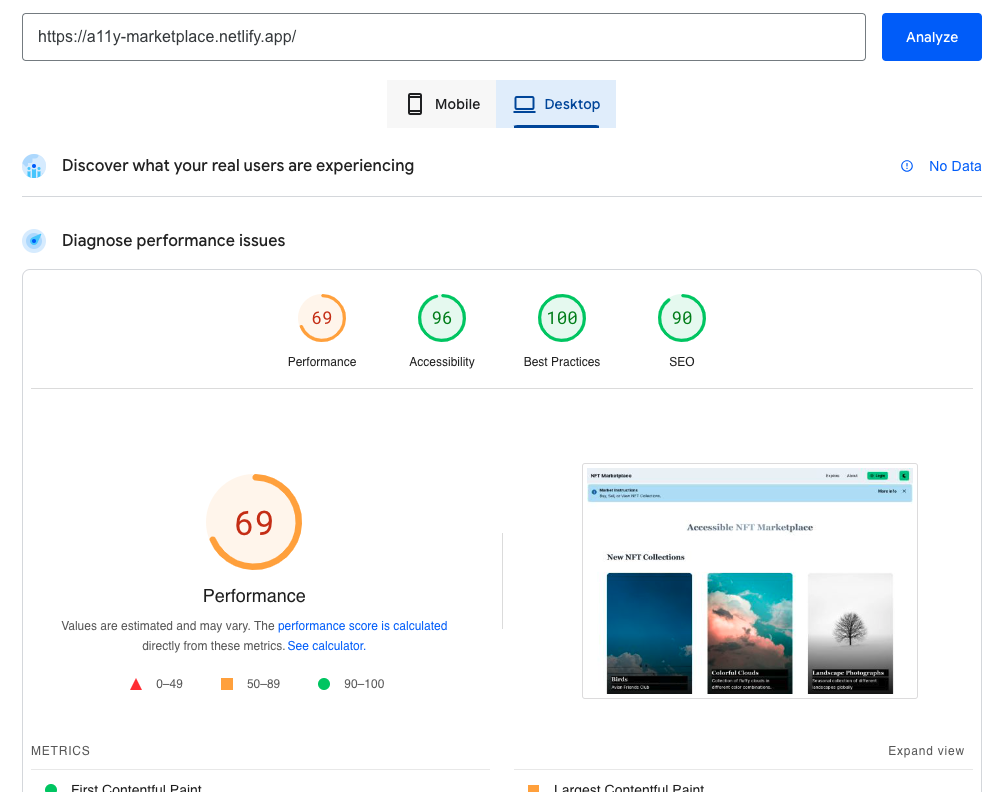 https://a11y-marketplace.netlify.app/
Analyze
Mobile
Desktop
Discover what your real users are experiencing
No Data
Diagnose performance issues
69
96
100
90
Performance
Accessibility
Best Practices
SEO
69
Performance
Values are estimated and may vary. The performance score is calculated
directly from these metrics. See calculator.
0–49
50–89
90–100
NFT Marketplace
Express
About
Login
Market Instructions
Buy, Sell, or View NFT Collections.
More info
Accessible NFT Marketplace
New NFT Collections
Birds
Avian Friends Club
Colorful Clouds
Collection of fluffy clouds in
different color combinations.
Landscape Photographs
Seasonal collection of different
landscapes globally
METRICS
Expand view
First Contentful Paint
Largest Contentful Paint